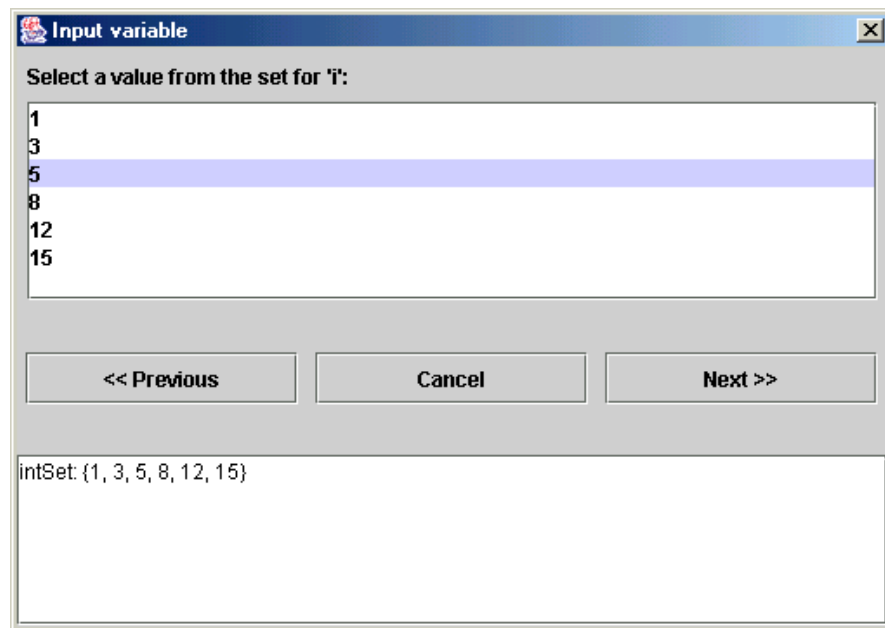 Input variable
Select a value from the set for 'i':
1
3
5
8
12
15
<< Previous
Cancel
Next >>
intSet: {1, 3, 5, 8, 12, 15}